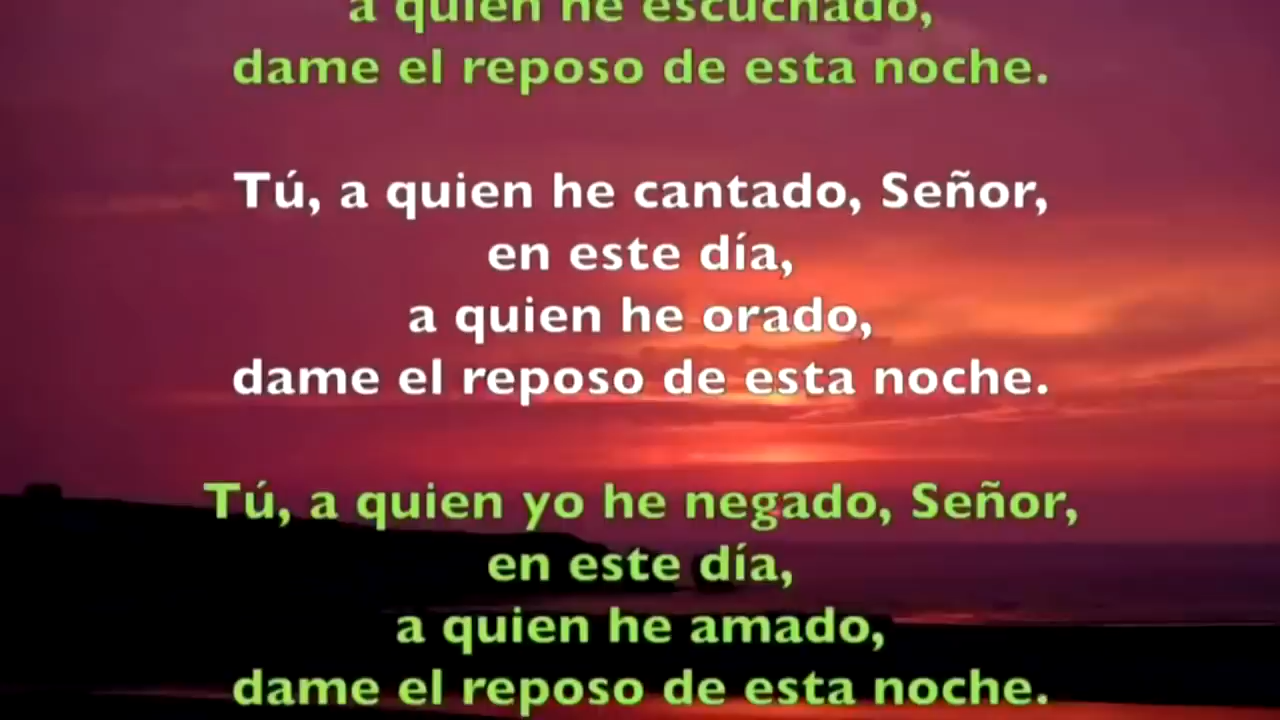 a quien he escuchado,
dame el reposo de esta noche.
Tú, a quien he cantado, Señor,
en este día,
a quien he orado,
dame el reposo de esta noche.
Tú, a quien yo he negado, Señor,
en este día,
a quien he amado,
dame el reposo de esta noche.